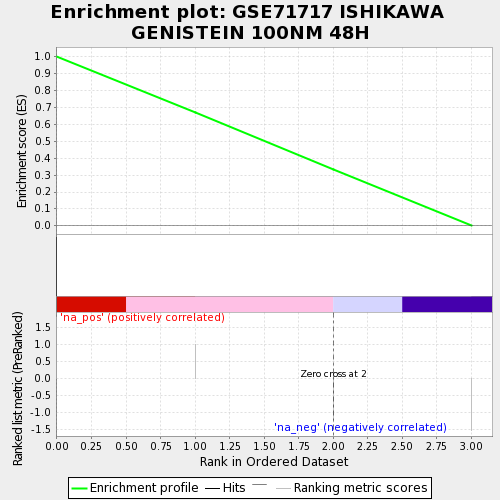 Enrichment plot: GSE71717 ISHIKAWA
GENISTEIN 100NM 48H
Enrichment score (ES)
1.0
0.9
0.8
0.7
0.6
0.5
0.4
0.3
0.2
0.1
0.0
'na_pos' (positively correlated)
Ranked list metric (PreRanked)
1.5
1.0
0.5
0.0
-0.5
-1.0
-1.5
Zero cross at 2
'na_neg' (negatively correlated)
0.00 0.25 0.50 0.75 1.00 1.25 1.50 1.75 2.00 2.25 2.50 2.75 3.00
Rank in Ordered Dataset
Enrichment profile Hits Ranking metric scores